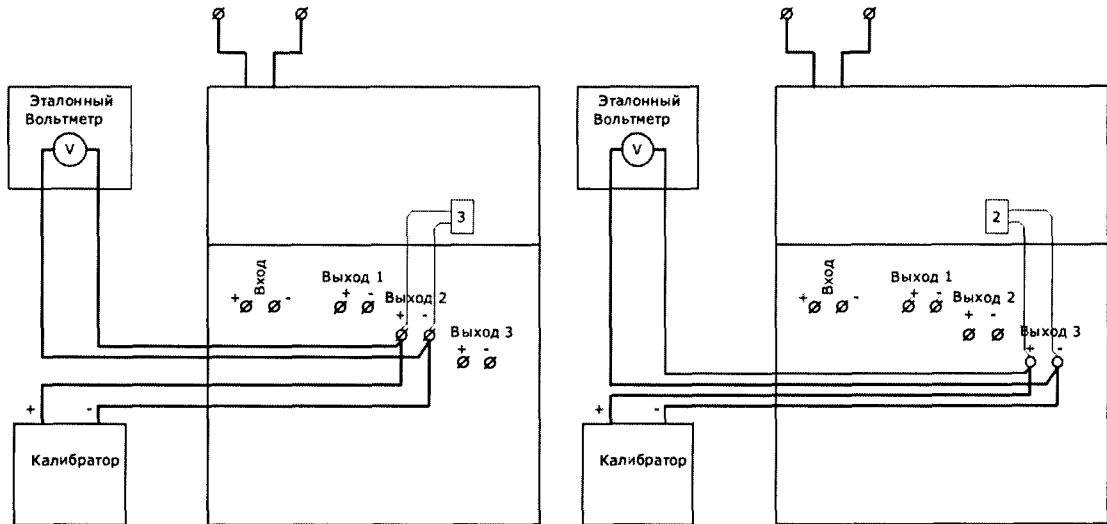 Эталонный
Вольтметр
V
3
Вход
+ -
Выход 1
+ -
Выход 2
+ -
Выход 3
+ -
+ -
Калибратор
Эталонный
Вольтметр
V
2
Вход
+ -
Выход 1
+ -
Выход 2
+ -
Выход 3
+ -
+ -
Калибратор